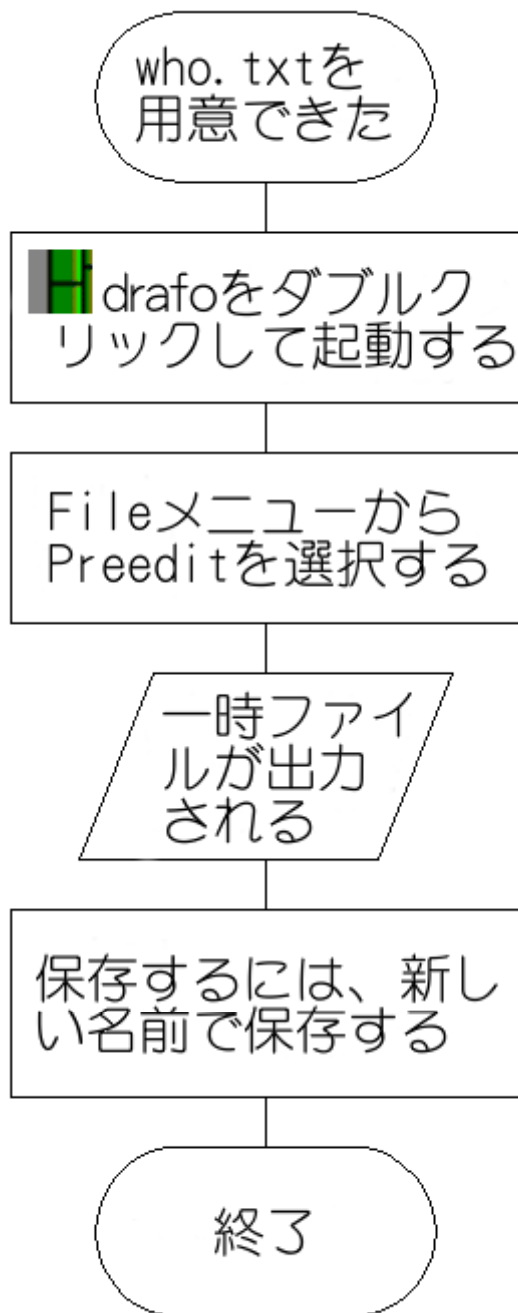 who.txtを
用意できた
drafoをダブルク
リックして起動する
Fileメニューから
Preeditを選択する
一時ファイ
ルが出力
される
保存するには、新し
い名前で保存する
終了